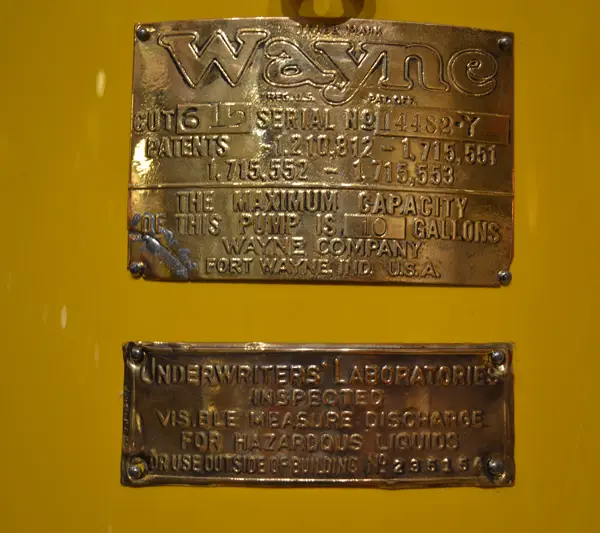 TRADE MARK
Wayne
REG. U.S. PAT. OFF.
CUT 615 SERIAL No 14482-Y
PATENTS - 1,210,812 - 1,715,551
1,715,552 - 1,715,553
THE MAXIMUM CAPACITY
OF THIS PUMP IS 10 GALLONS
WAYNE COMPANY
FORT WAYNE, IND. U.S.A.
UNDERWRITERS' LABORATORIES
INSPECTED
VISIBLE MEASURE DISCHARGE
FOR HAZARDOUS LIQUIDS
FOR USE OUTSIDE OF BUILDING No 235154